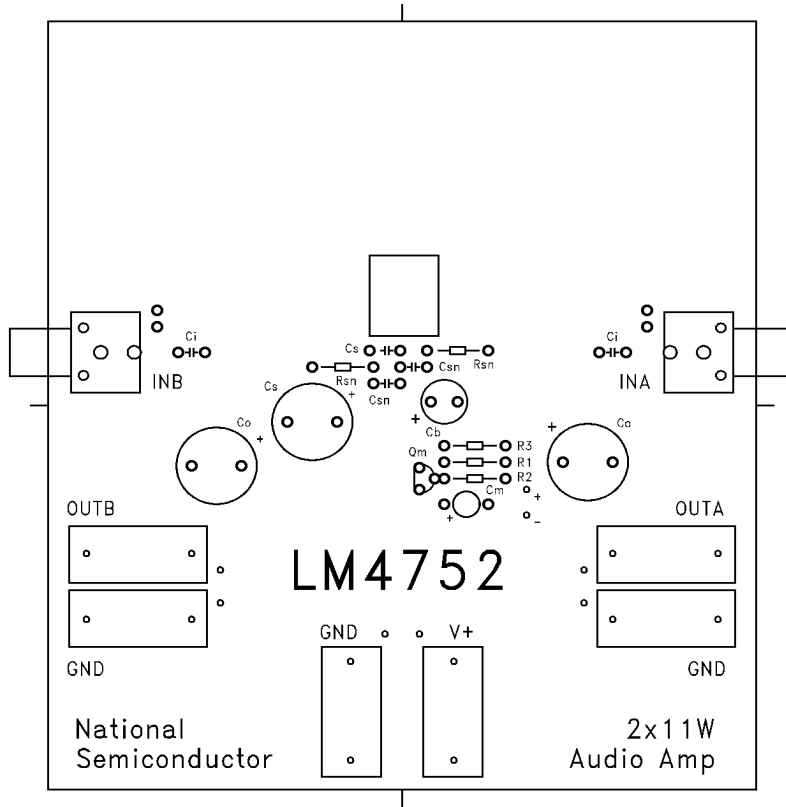 Ci
Ci
Cs
Rsn
Csn
Rsn
INB
INA
Cs
+
Csn
+
Cb
+
Co
+
Co
+
R3
Qm
R1
R2
Cm
+
+
-
OUTB
OUTA
LM4752
GND
V+
GND
GND
National
Semiconductor
2x11W
Audio Amp